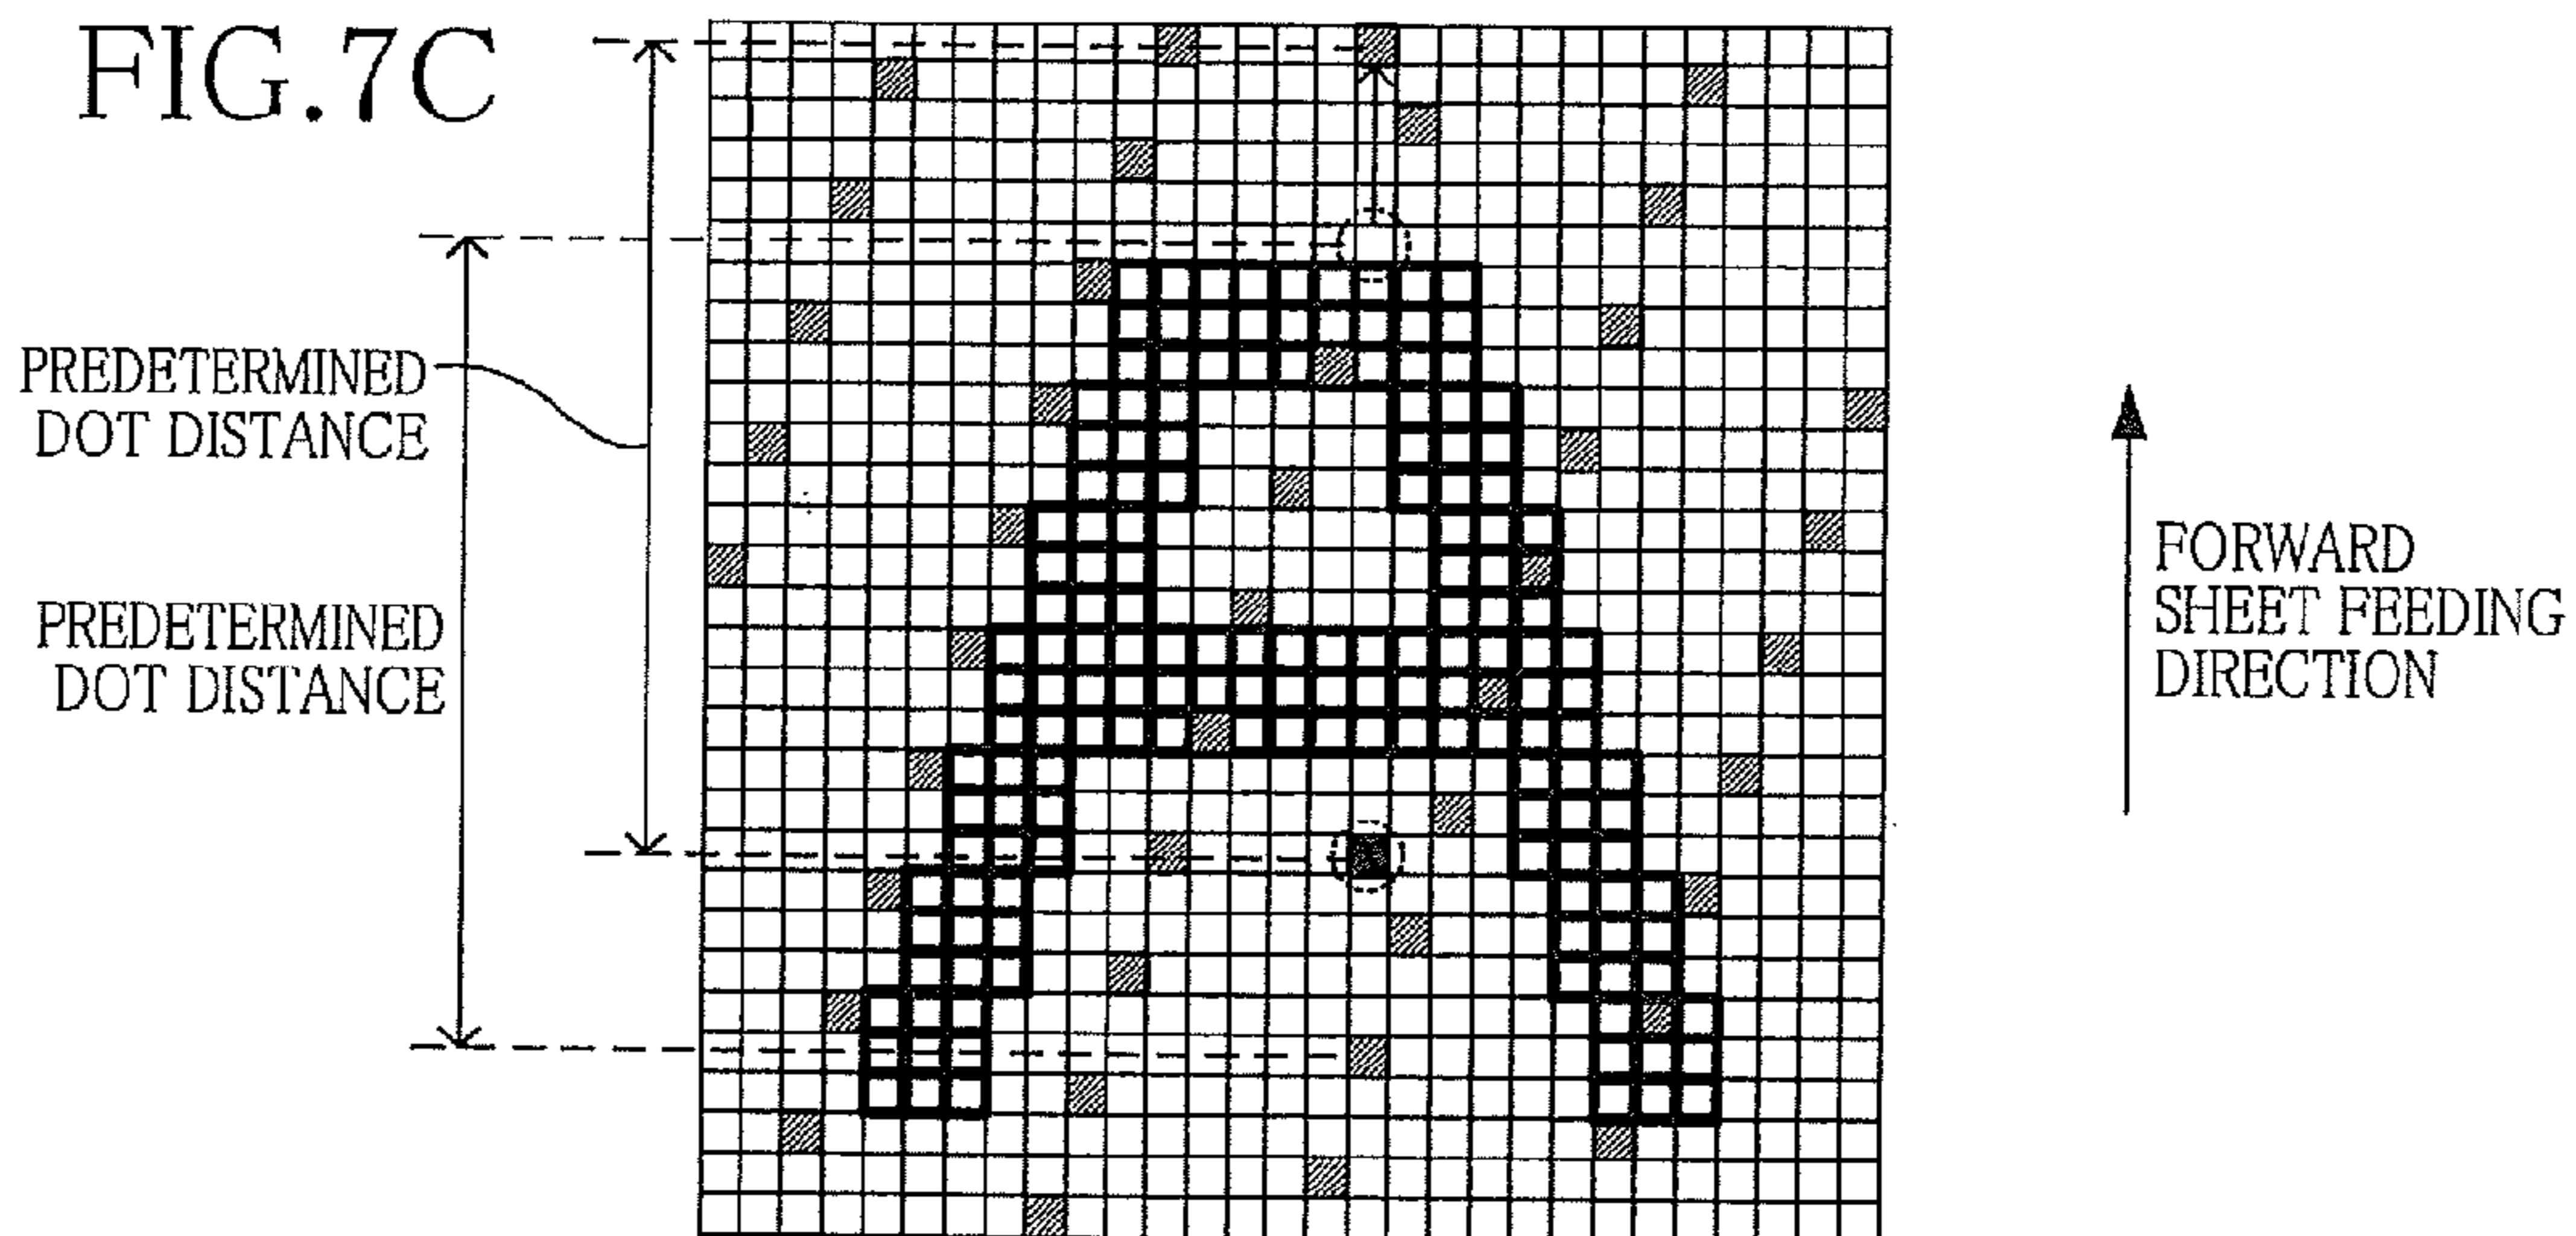 FIG.7C
PREDETERMINED
DOT DISTANCE
PREDETERMINED
DOT DISTANCE
FORWARD
SHEET FEEDING
DIRECTION